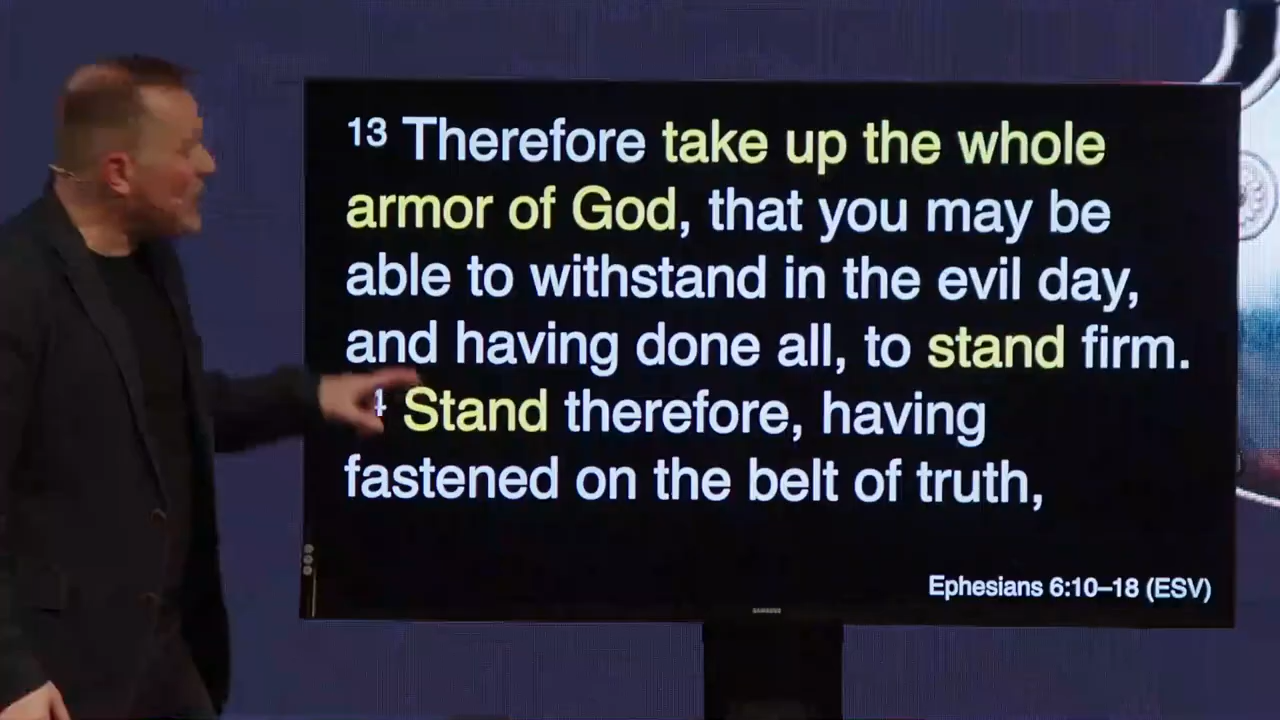 13 Therefore take up the whole
armor of God, that you may be
able to withstand in the evil day,
and having done all, to stand firm.
4 Stand therefore, having
fastened on the belt of truth,
Ephesians 6:10–18 (ESV)
SAMSUNG